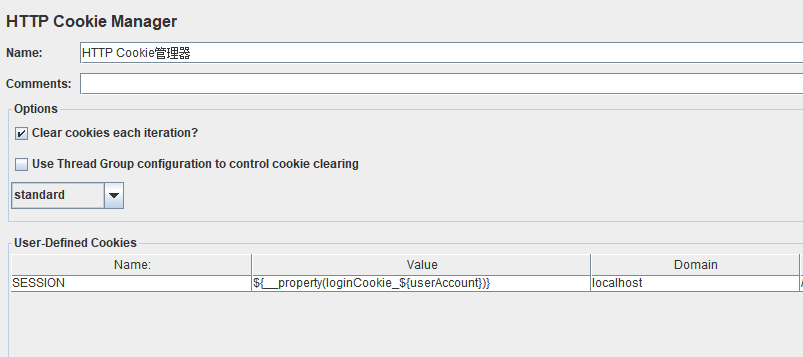 HTTP Cookie Manager
Name: HTTP Cookie管理器
Comments:
Options
Clear cookies each iteration?
Use Thread Group configuration to control cookie clearing
standard
User-Defined Cookies
Name: Value Domain
SESSION ${__property(loginCookie_${userAccount})} localhost /